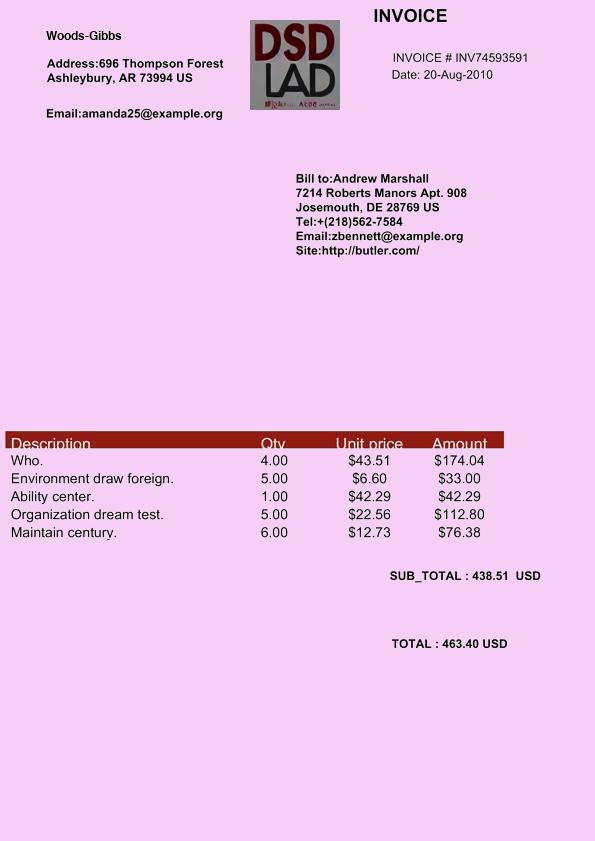 INVOICE
Woods-Gibbs
Address:696 Thompson Forest
Ashleybury, AR 73994 US
Email:amanda25@example.org
DSD
LAD
INVOICE # INV74593591
Date: 20-Aug-2010
Bill to:Andrew Marshall
7214 Roberts Manors Apt. 908
Josemouth, DE 28769 US
Tel:+(218)562-7584
Email:zbennett@example.org
Site:http://butler.com/
Description Qty Unit price Amount
Who. 4.00 $43.51 $174.04
Environment draw foreign. 5.00 $6.60 $33.00
Ability center. 1.00 $42.29 $42.29
Organization dream test. 5.00 $22.56 $112.80
Maintain century. 6.00 $12.73 $76.38
SUB_TOTAL : 438.51 USD
TOTAL : 463.40 USD